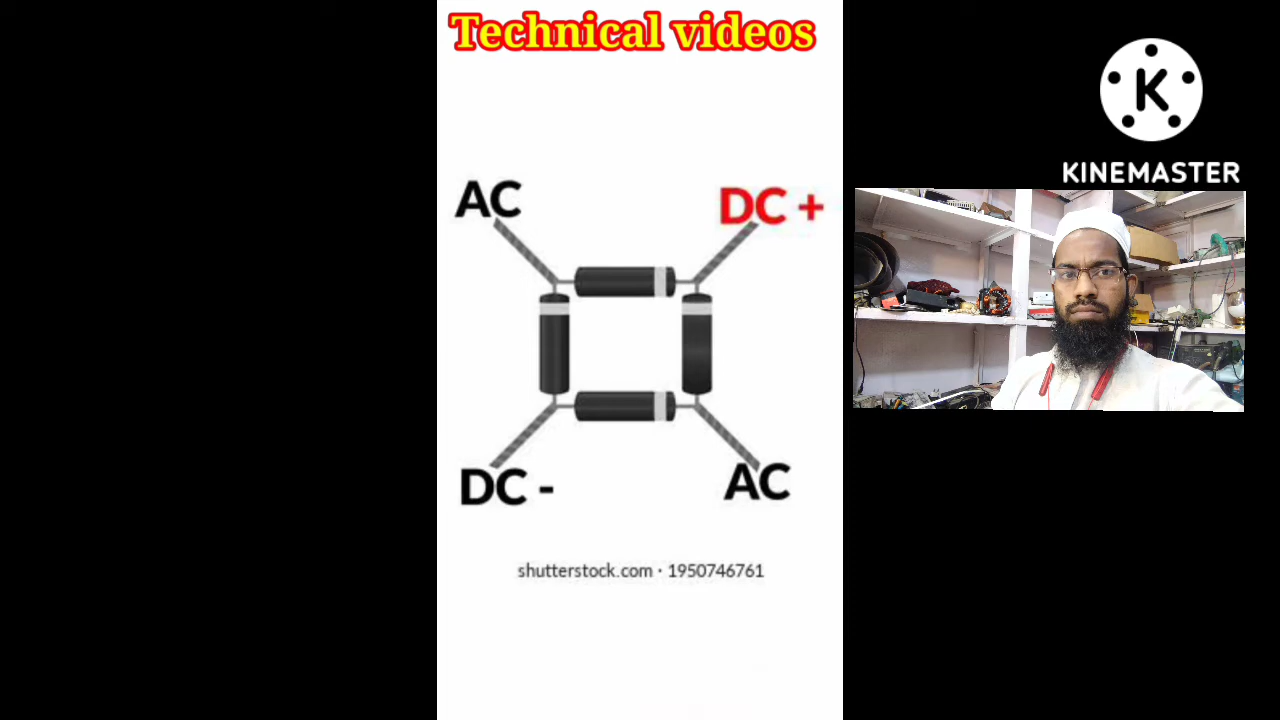 Technical videos
K
KINEMASTER
AC
DC +
DC -
AC
shutterstock.com · 1950746761